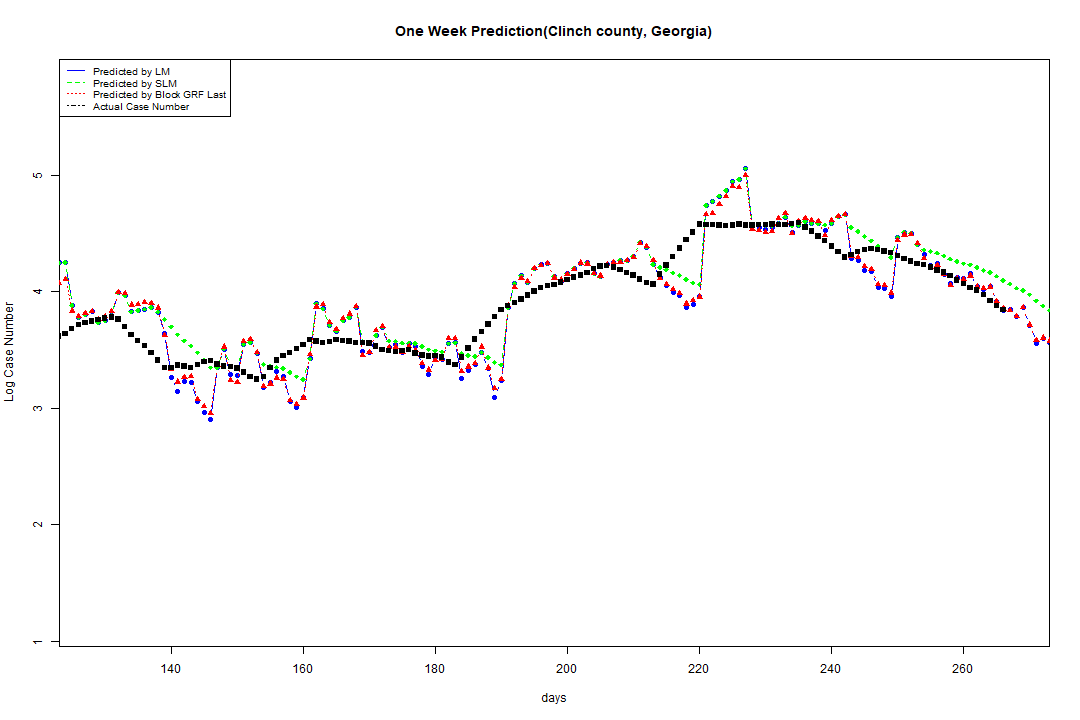 One Week Prediction(Clinch county, Georgia)
Predicted by LM
Predicted by SLM
Predicted by Block GRF Last
Actual Case Number
Log Case Number
5
4
3
2
1
140 160 180 200 220 240 260
days